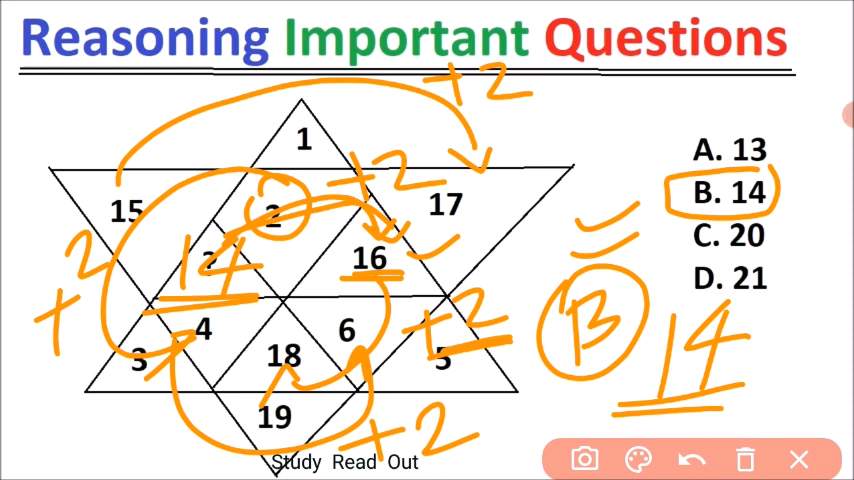 Reasoning Important Questions
+2
1
A. 13
+2
B. 14
15
2
17
C. 20
+2
14
16
D. 21
?
+2
B
14
3
4
6
5
18
19
+2
Study Read Out